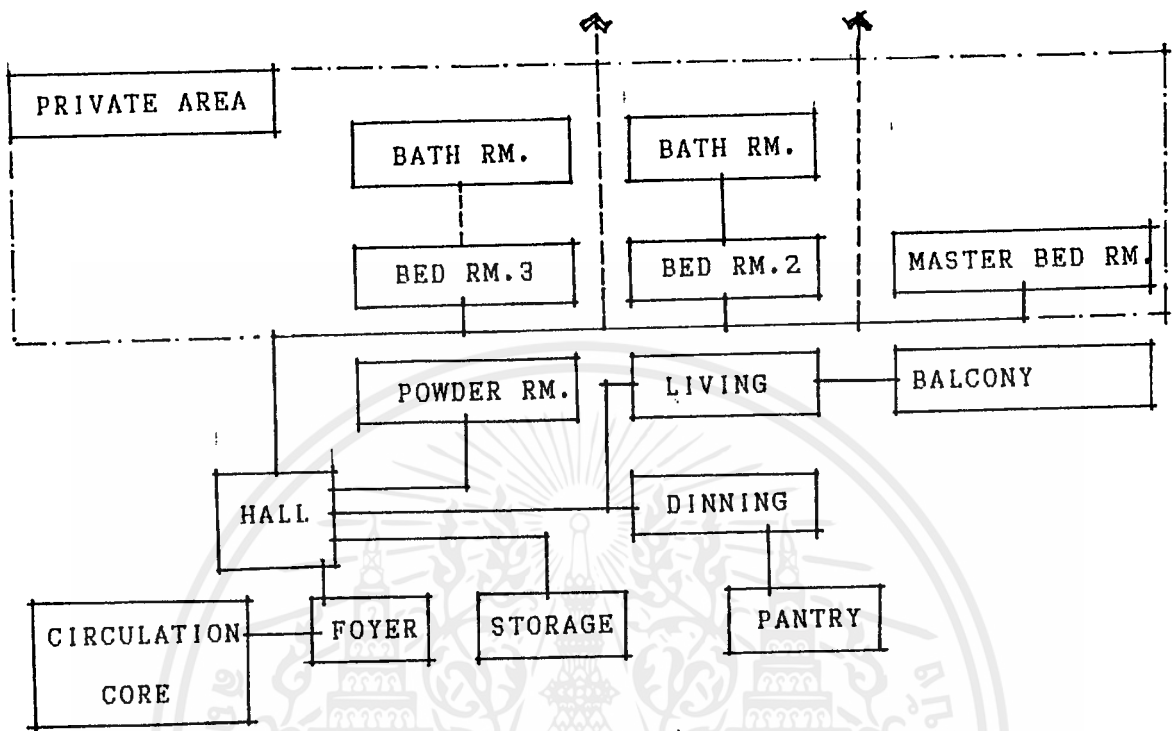 PRIVATE AREA
BATH RM.
BATH RM.
BED RM.3
BED RM.2
MASTER BED RM.
POWDER RM.
LIVING
BALCONY
HALL
DINNING
CIRCULATION
CORE
FOYER
STORAGE
PANTRY